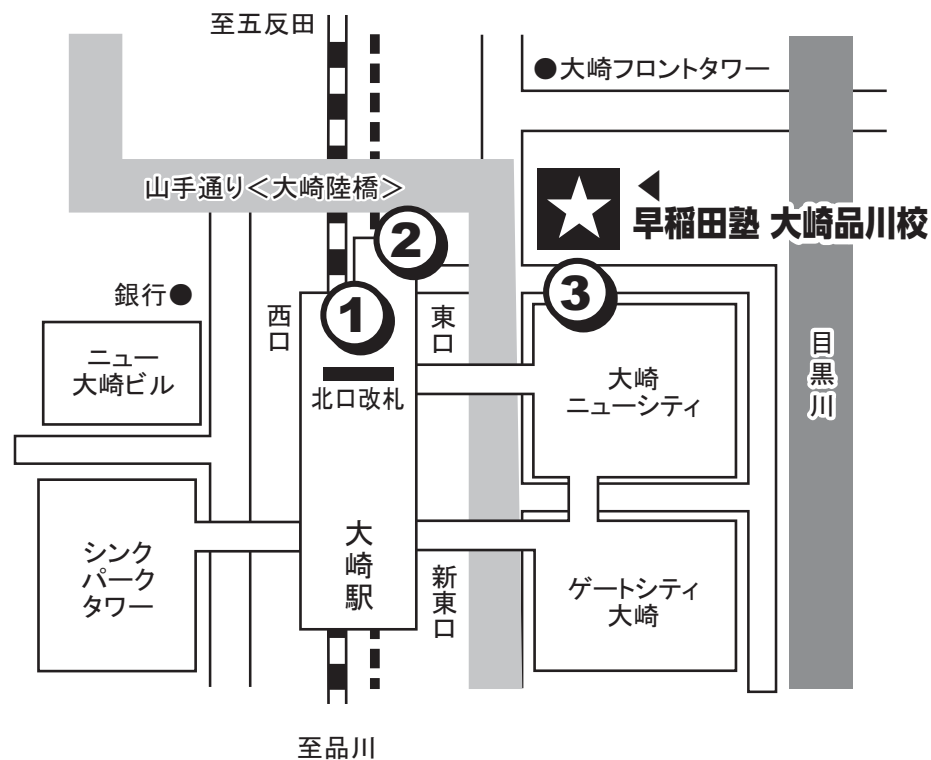 至五反田
●大崎フロントタワー
山手通り＜大崎陸橋＞
早稲田塾 大崎品川校
②
①
③
銀行●
西口
東口
ニュー
大崎ビル
北口改札
大崎
ニューシティ
目黒川
大崎駅
シンク
パーク
タワー
新東口
ゲートシティ
大崎
至品川